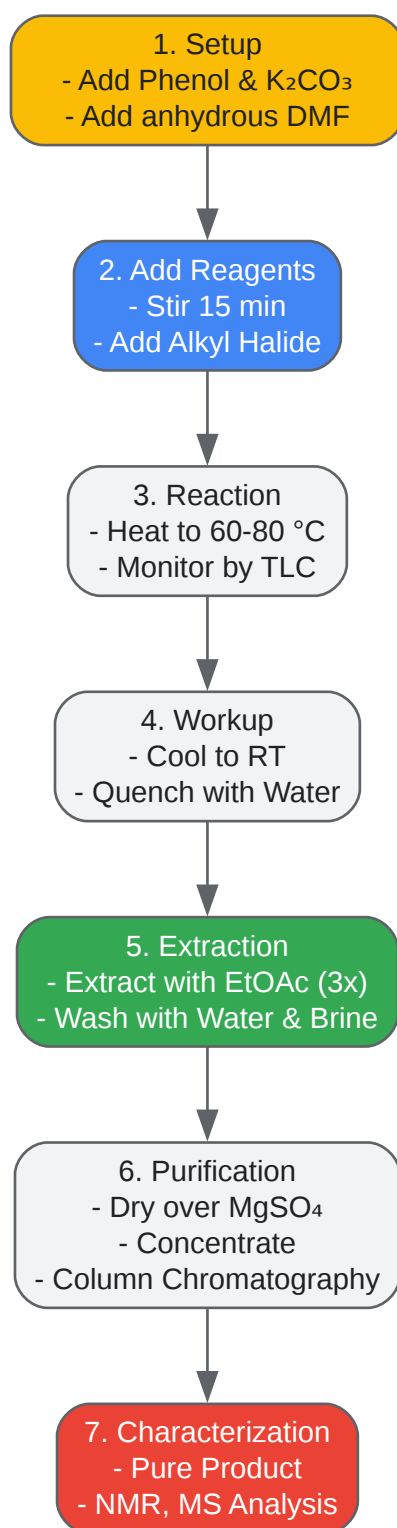 1. Setup
- Add Phenol & K₂CO₃
- Add anhydrous DMF
2. Add Reagents
- Stir 15 min
- Add Alkyl Halide
3. Reaction
- Heat to 60-80 °C
- Monitor by TLC
4. Workup
- Cool to RT
- Quench with Water
5. Extraction
- Extract with EtOAc (3x)
- Wash with Water & Brine
6. Purification
- Dry over MgSO₄
- Concentrate
- Column Chromatography
7. Characterization
- Pure Product
- NMR, MS Analysis